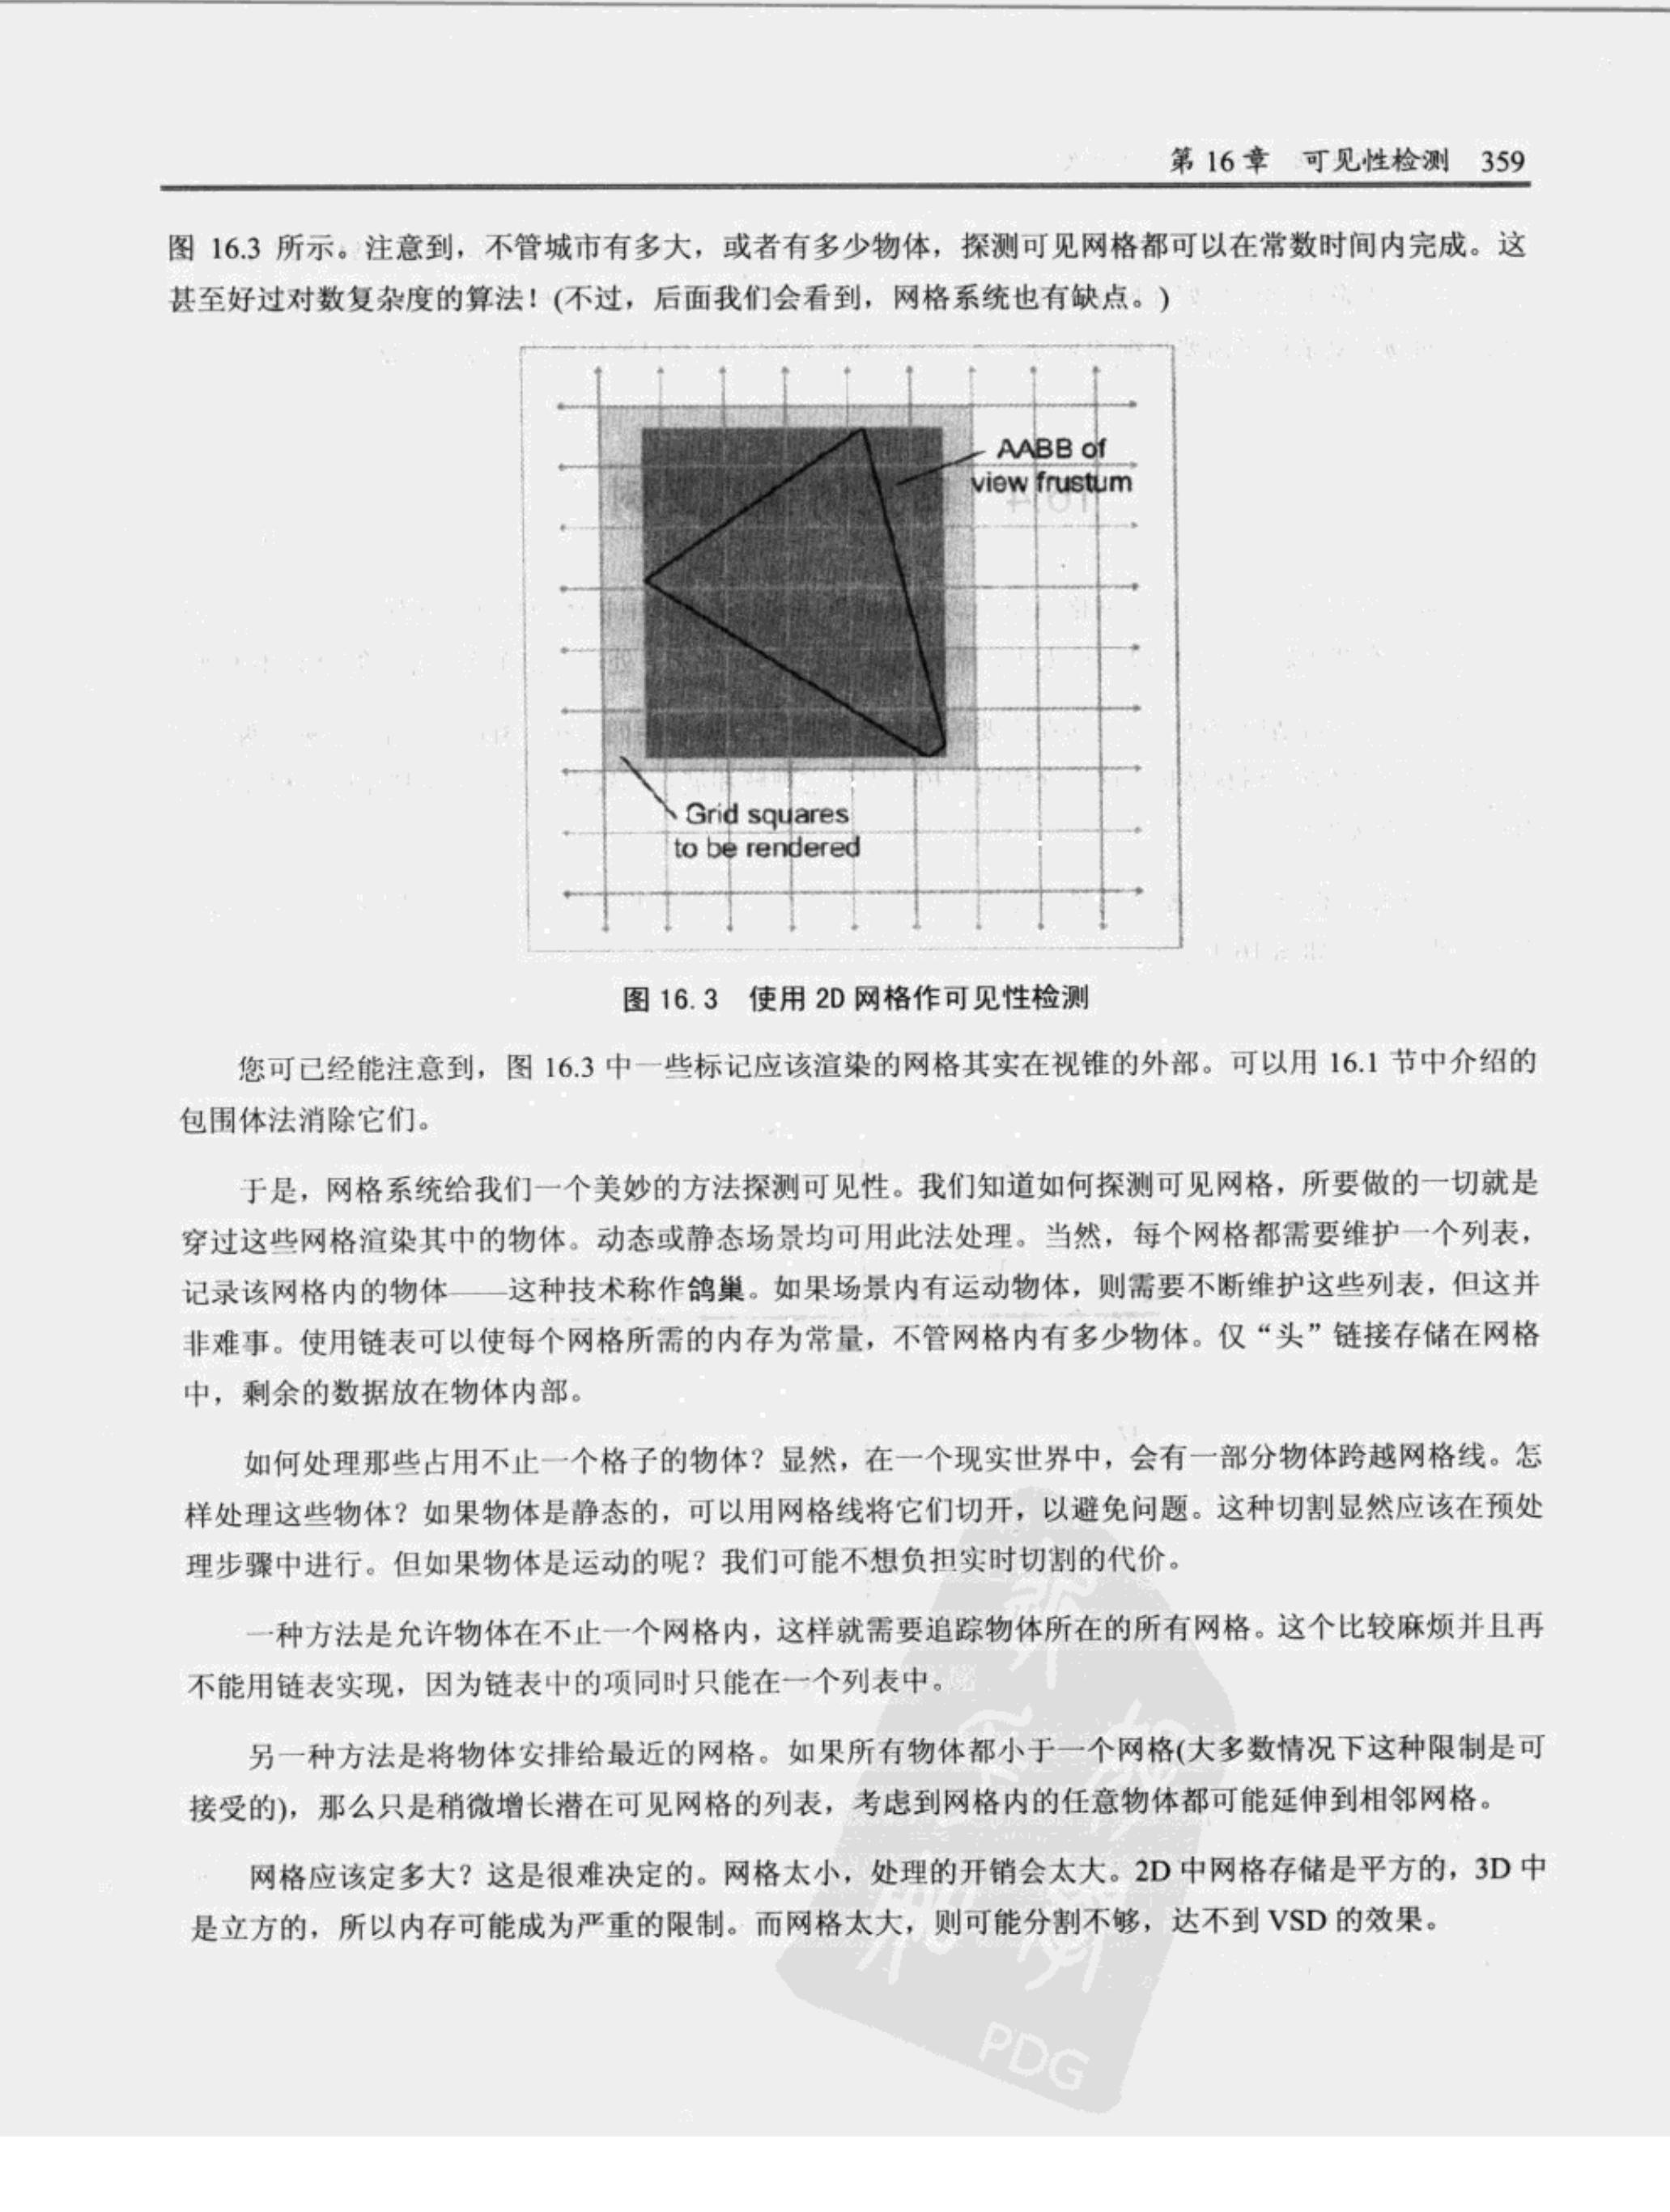 第 16 章 可见性检测 359
图 16.3 所示。注意到，不管城市有多大，或者有多少物体，探测可见网格都可以在常数时间内完成。这
甚至好过对数复杂度的算法！(不过，后面我们会看到，网格系统也有缺点。)
AABB of
view frustum
Grid squares
to be rendered
图 16.3 使用 2D 网格作可见性检测
您可已经能注意到，图 16.3 中一些标记应该渲染的网格其实在视锥的外部。可以用 16.1 节中介绍的
包围体法消除它们。
于是，网格系统给我们一个美妙的方法探测可见性。我们知道如何探测可见网格，所要做的一切就是
穿过这些网格渲染其中的物体。动态或静态场景均可用此法处理。当然，每个网格都需要维护一个列表，
记录该网格内的物体——这种技术称作鸽巢。如果场景内有运动物体，则需要不断维护这些列表，但这并
非难事。使用链表可以使每个网格所需的内存为常量，不管网格内有多少物体。仅“头”链接存储在网格
中，剩余的数据放在物体内部。
如何处理那些占用不止一个格子的物体？显然，在一个现实世界中，会有一部分物体跨越网格线。怎
样处理这些物体？如果物体是静态的，可以用网格线将它们切开，以避免问题。这种切割显然应该在预处
理步骤中进行。但如果物体是运动的呢？我们可能不想负担实时切割的代价。
一种方法是允许物体在不止一个网格内，这样就需要追踪物体所在的所有网格。这个比较麻烦并且再
不能用链表实现，因为链表中的项同时只能在一个列表中。
另一种方法是将物体安排给最近的网格。如果所有物体都小于一个网格(大多数情况下这种限制是可
接受的)，那么只是稍微增长潜在可见网格的列表，考虑到网格内的任意物体都可能延伸到相邻网格。
网格应该定多大？这是很难决定的。网格太小，处理的开销会太大。2D 中网格存储是平方的，3D 中
是立方的，所以内存可能成为严重的限制。而网格太大，则可能分割不够，达不到 VSD 的效果。
PDG